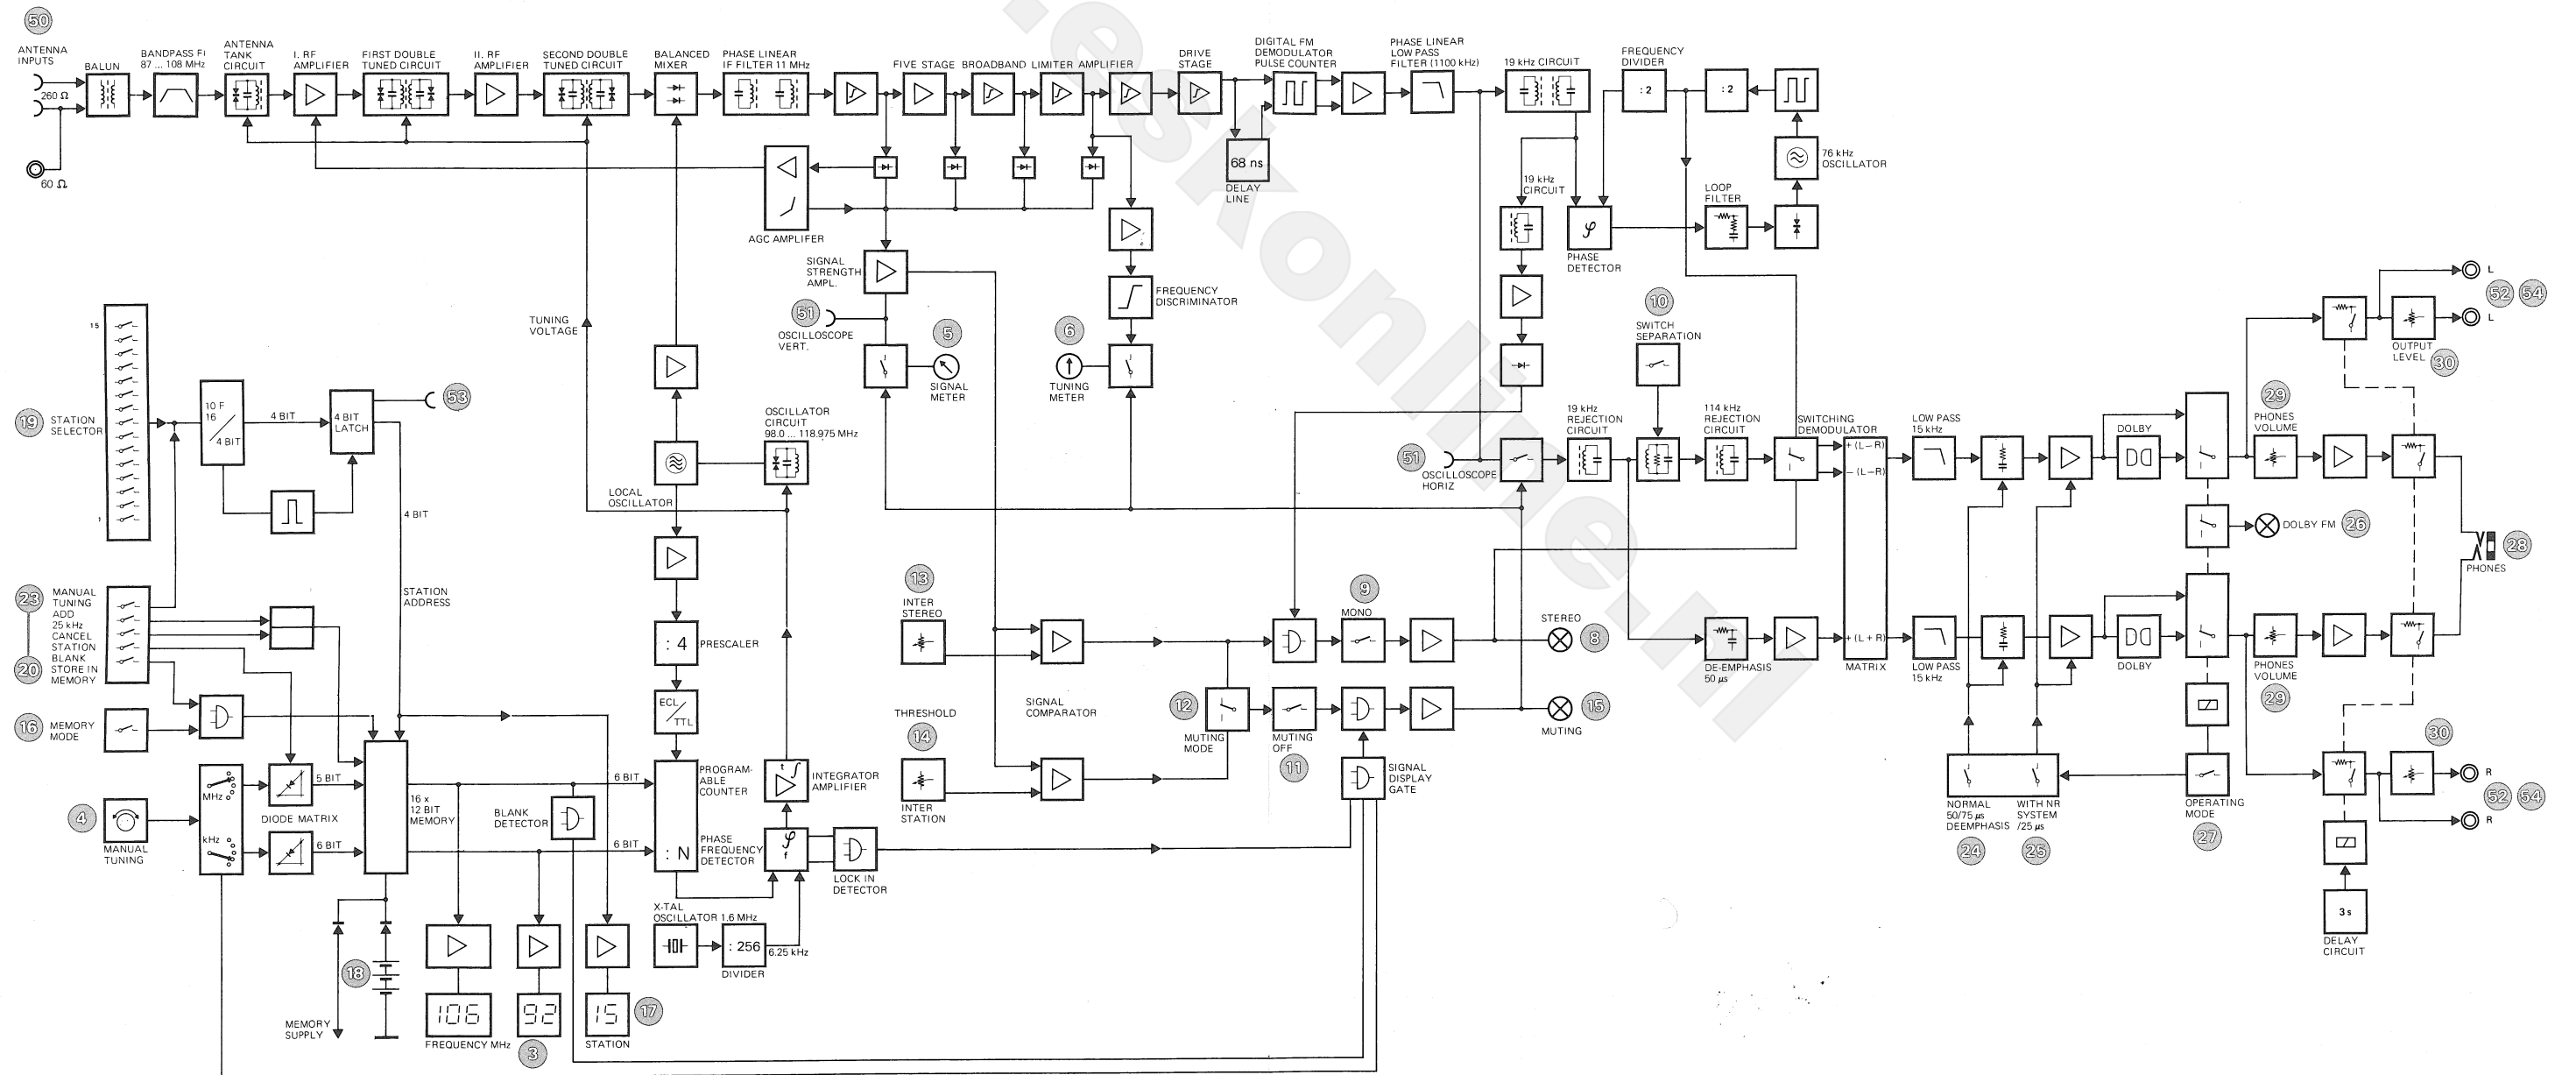 50
ANTENNA
INPUTS
260 Ω
60 Ω
BALUN
BANDPASS FI
87 ... 108 MHz
ANTENNA
TANK
CIRCUIT
I. RF
AMPLIFIER
FIRST DOUBLE
TUNED CIRCUIT
II. RF
AMPLIFIER
SECOND DOUBLE
TUNED CIRCUIT
BALANCED
MIXER
PHASE LINEAR
IF FILTER 11 MHz
FIVE STAGE BROADBAND LIMITER AMPLIFIER
DRIVE
STAGE
DIGITAL FM
DEMODULATOR
PULSE COUNTER
PHASE LINEAR
LOW PASS
FILTER (1100 kHz)
19 kHz CIRCUIT
FREQUENCY
DIVIDER
: 2
: 2
76 kHz
OSCILLATOR
68 ns
DELAY
LINE
19 kHz
CIRCUIT
LOOP
FILTER
φ
PHASE
DETECTOR
AGC AMPLIFER
SIGNAL
STRENGTH
AMPL.
51
OSCILLOSCOPE
VERT.
5
SIGNAL
METER
FREQUENCY
DISCRIMINATOR
6
TUNING
METER
TUNING
VOLTAGE
10
SWITCH
SEPARATION
15
1
19
STATION
SELECTOR
10 F
16
4 BIT
4 BIT
4 BIT
LATCH
53
4 BIT
OSCILLATOR
CIRCUIT
98.0 ... 118.975 MHz
LOCAL
OSCILLATOR
51
OSCILLOSCOPE
HORIZ
19 kHz
REJECTION
CIRCUIT
114 kHz
REJECTION
CIRCUIT
SWITCHING
DEMODULATOR
+ (L–R)
– (L–R)
+ (L + R)
MATRIX
LOW PASS
15 kHz
DOLBY
29
PHONES
VOLUME
L
L
52
54
OUTPUT
LEVEL
30
DOLBY FM
26
28
PHONES
23
20
MANUAL
TUNING
ADD
25 kHz
CANCEL
STATION
BLANK
STORE IN
MEMORY
STATION
ADDRESS
: 4
PRESCALER
ECL
TTL
13
INTER
STEREO
9
MONO
STEREO
8
DE-EMPHASIS
50 μs
LOW PASS
15 kHz
DOLBY
PHONES
VOLUME
29
16
MEMORY
MODE
THRESHOLD
14
INTER
STATION
SIGNAL
COMPARATOR
12
MUTING
MODE
MUTING
OFF
11
15
MUTING
SIGNAL
DISPLAY
GATE
4
MANUAL
TUNING
MHz
kHz
5 BIT
DIODE MATRIX
6 BIT
16 x
12 BIT
MEMORY
BLANK
DETECTOR
6 BIT
6 BIT
PROGRAM-
ABLE
COUNTER
: N
INTEGRATOR
AMPLIFIER
t
∫
PHASE
FREQUENCY
DETECTOR
φ
f
LOCK IN
DETECTOR
NORMAL
50/75 μs
DEEMPHASIS
24
WITH NR
SYSTEM
/25 μs
25
OPERATING
MODE
27
30
R
R
52
54
3 s
DELAY
CIRCUIT
X-TAL
OSCILLATOR 1.6 MHz
: 256
DIVIDER
6.25 kHz
18
MEMORY
SUPPLY
106
FREQUENCY MHz
92
3
15
STATION
17
.eskonline.nl